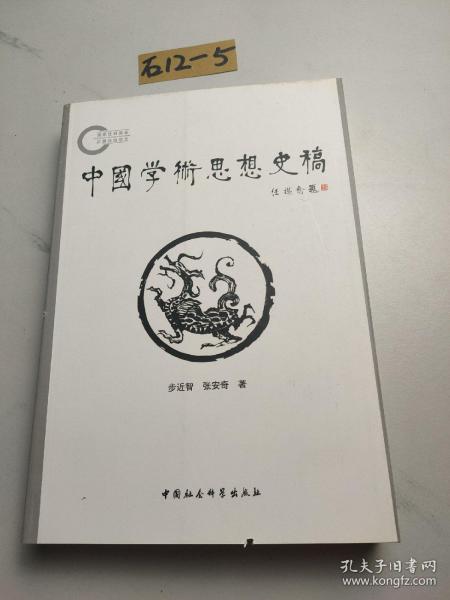 石12-5
中國学術思想史稿
任继愈题
步近智 张安奇 著
中国社会科学出版社
孔夫子旧书网
www.kongfz.com